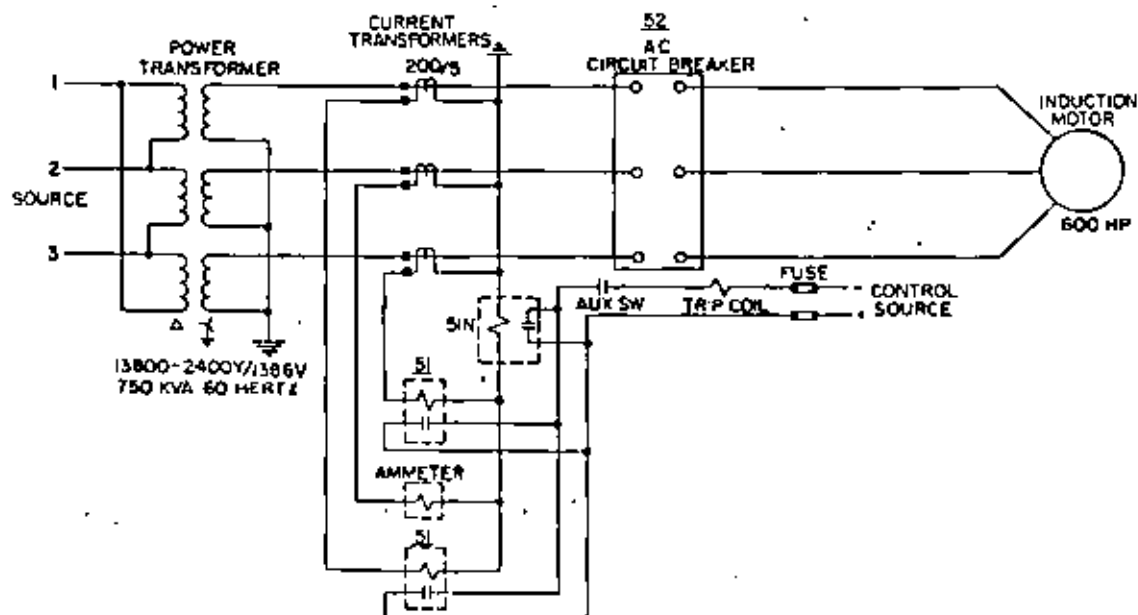 52
CURRENT
TRANSFORMERS
200/5
AC
CIRCUIT BREAKER
POWER
TRANSFORMER
1
INDUCTION
MOTOR
2
SOURCE
600 HP
3
FUSE
AUX SW
TRIP COIL
CONTROL
SOURCE
51N
Δ
13800-2400Y/1386V
750 KVA 60 HERTZ
51
AMMETER
51